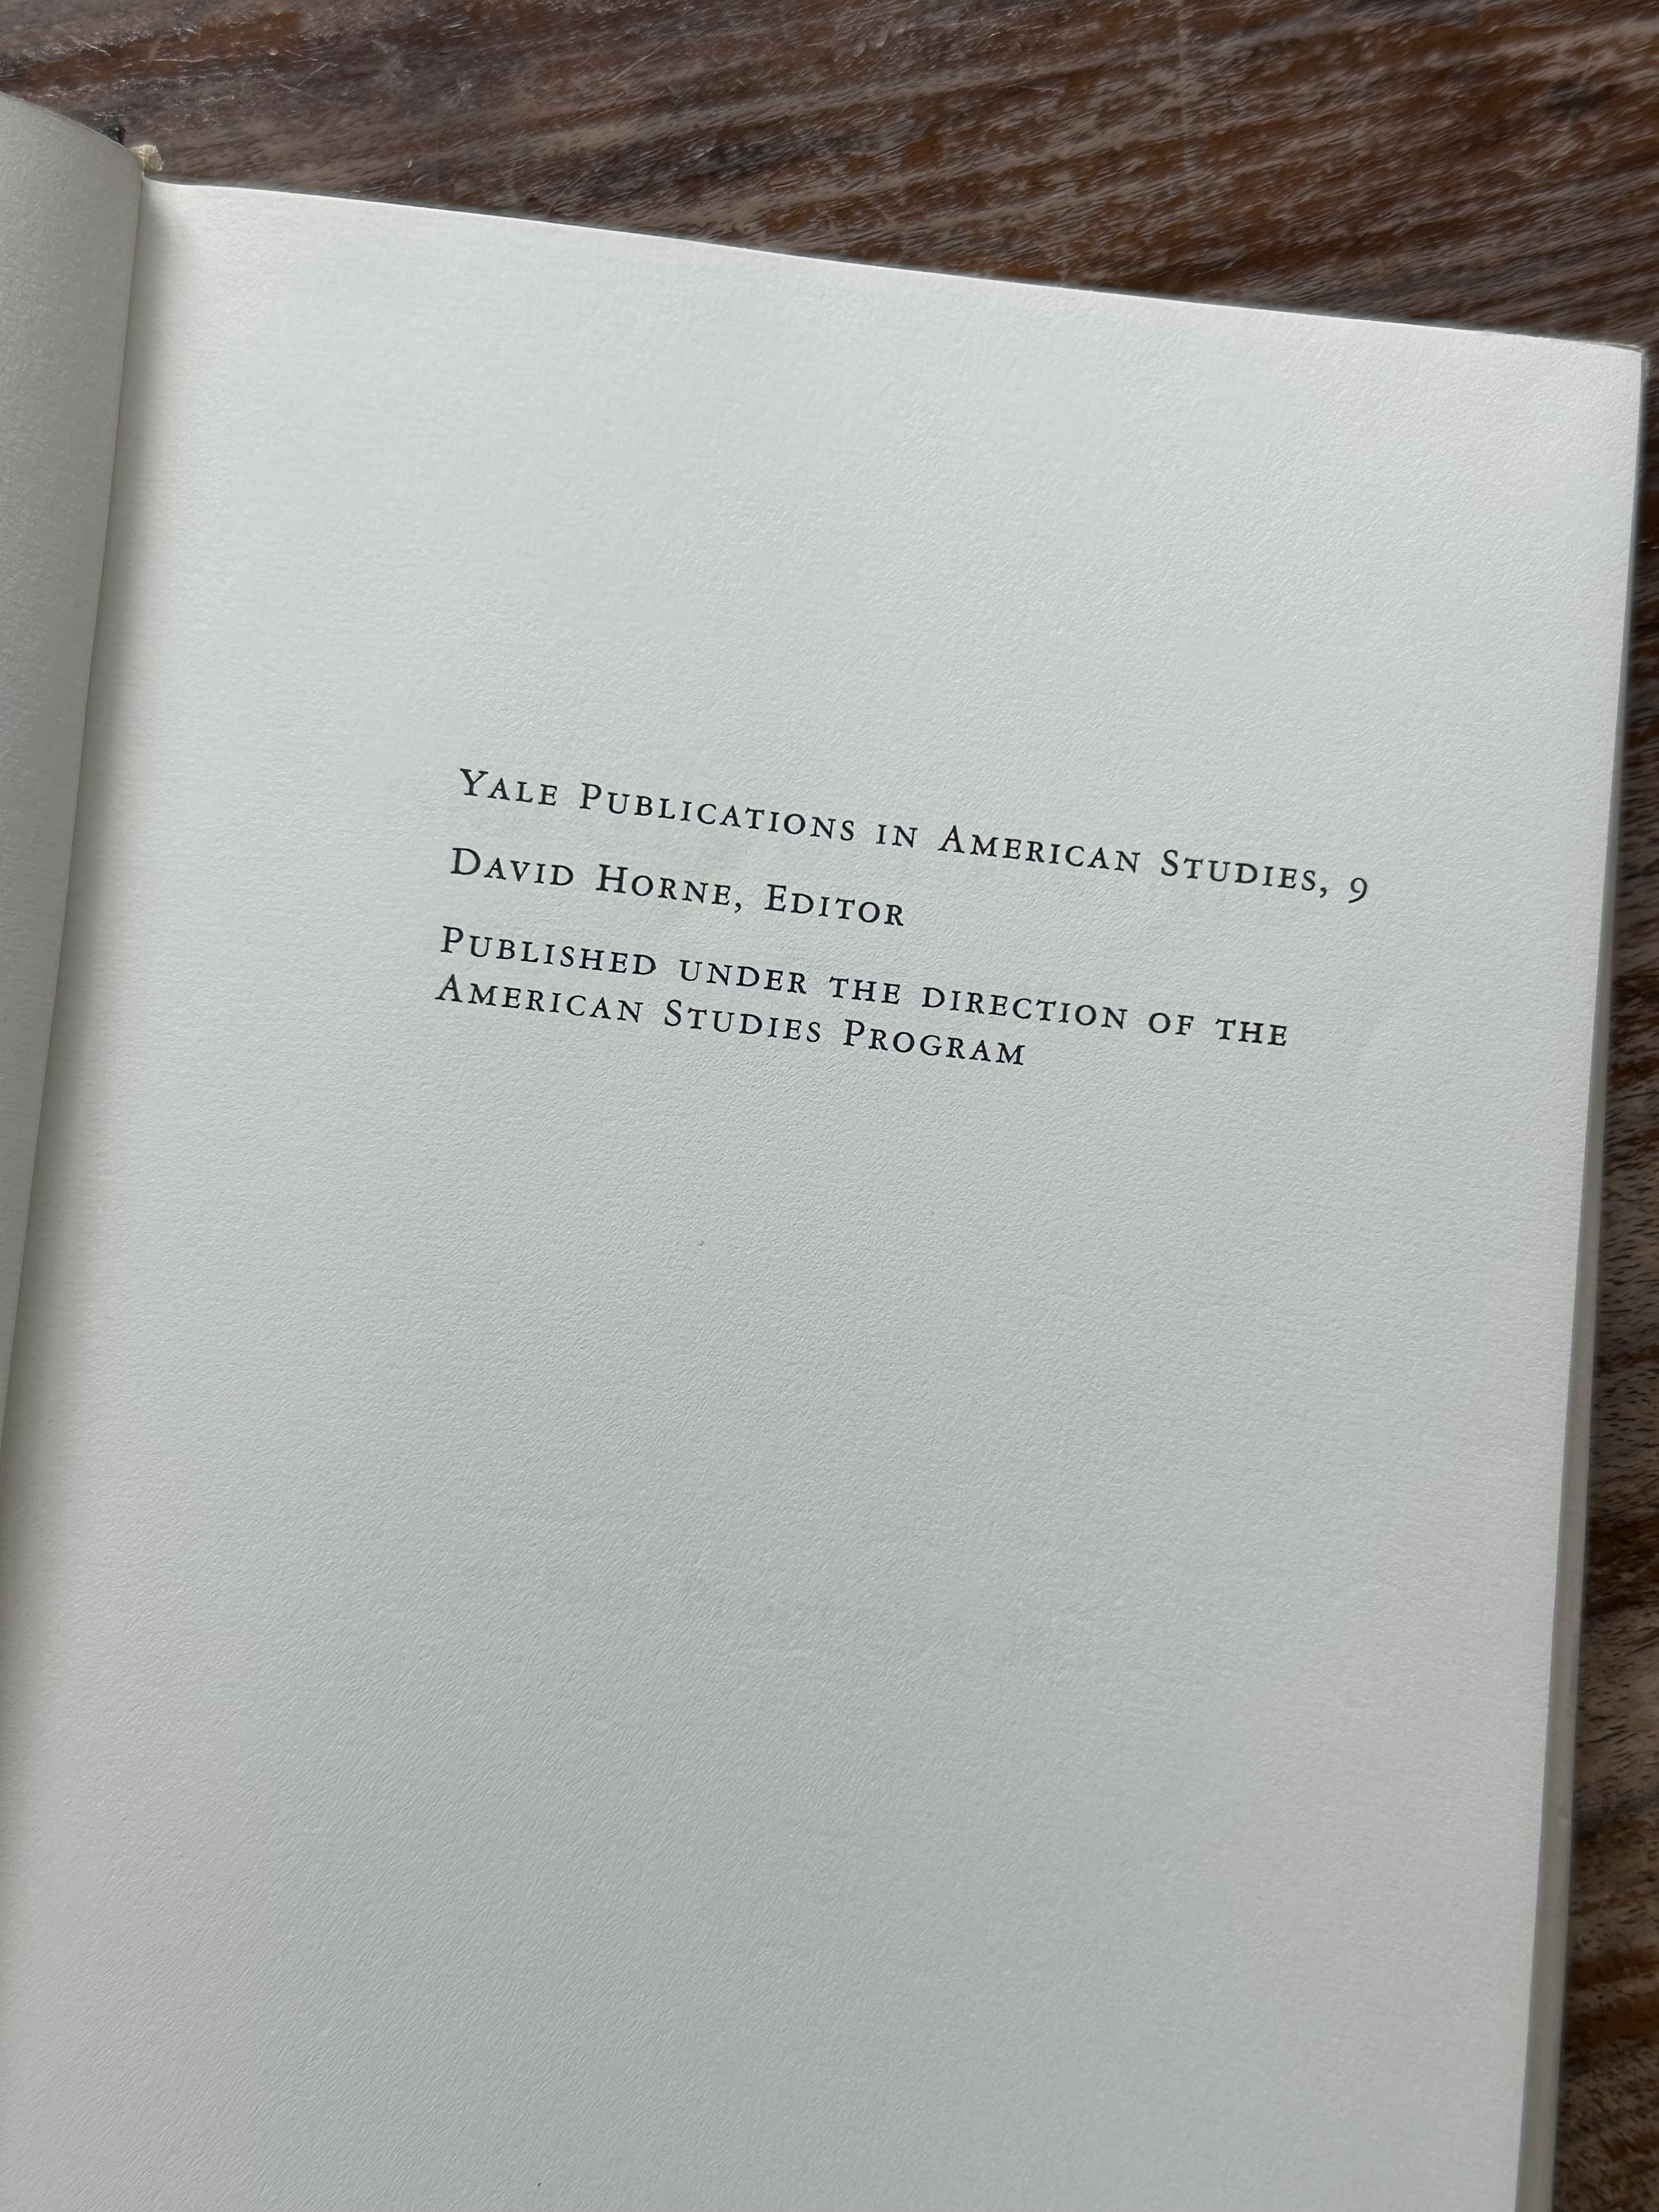 Yale Publications in American Studies, 9
David Horne, Editor
Published under the direction of the
American Studies Program